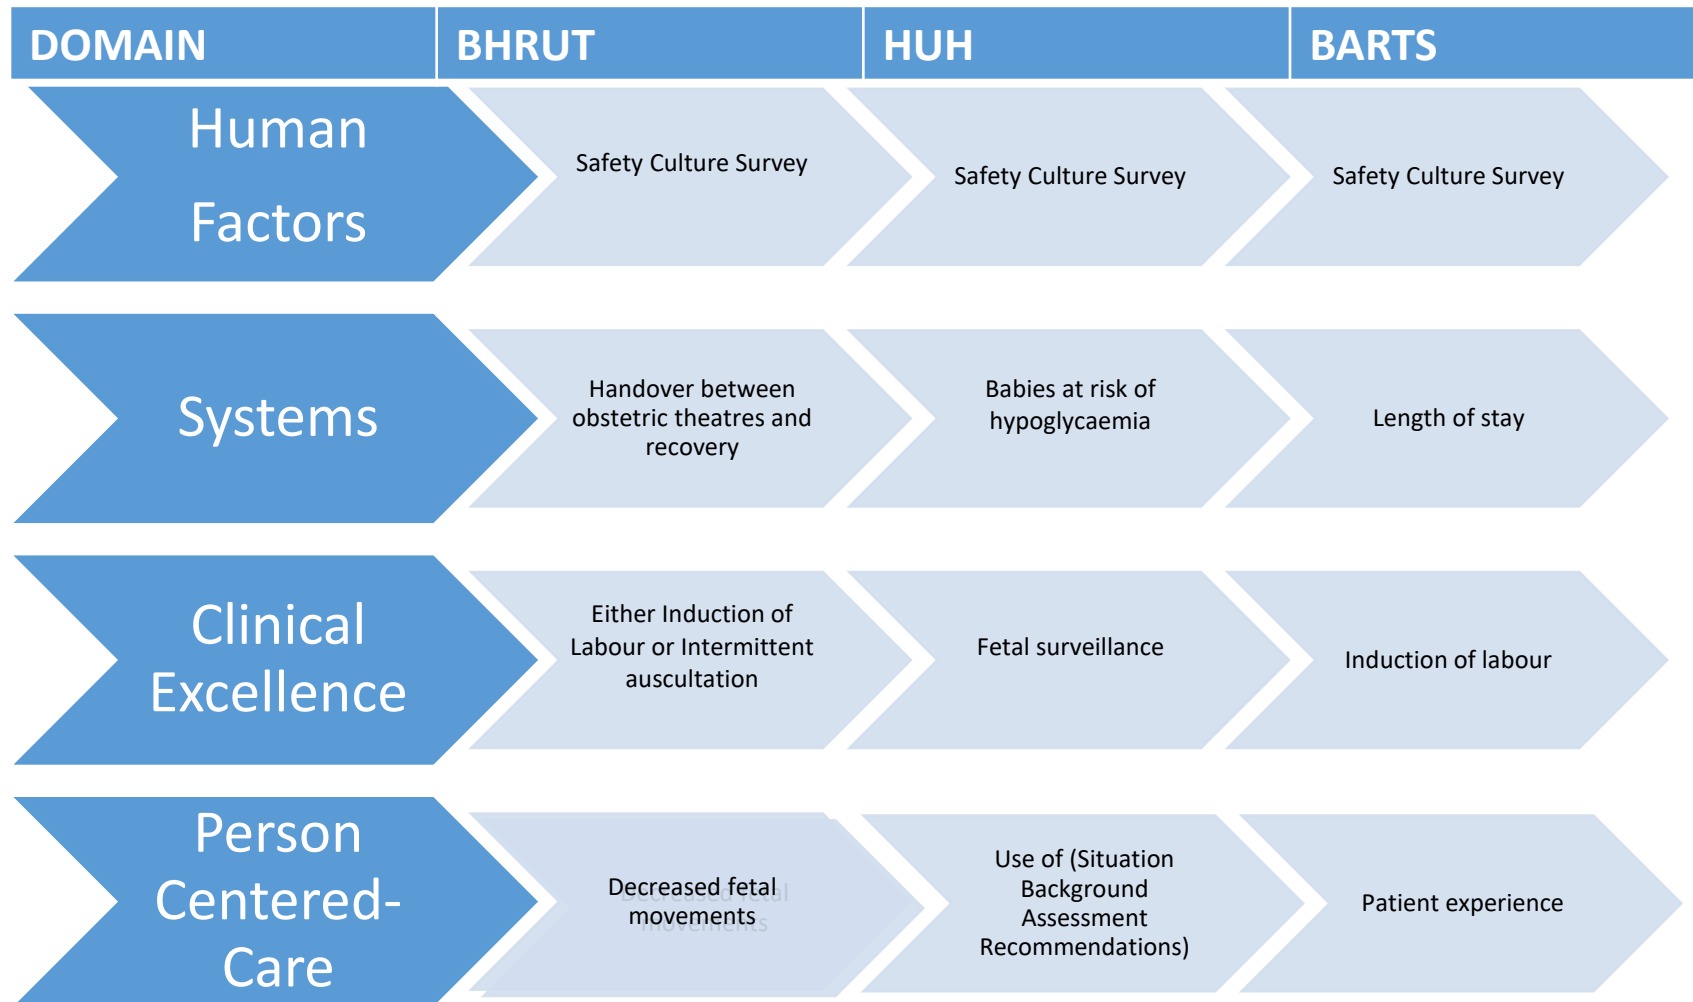 DOMAIN BHRUT HUH BARTS
Human
Factors
Safety Culture Survey
Safety Culture Survey
Safety Culture Survey
Systems
Handover between
obstetric theatres and
recovery
Babies at risk of
hypoglycaemia
Length of stay
Clinical
Excellence
Either Induction of
Labour or Intermittent
auscultation
Fetal surveillance
Induction of labour
Person
Centered-
Care
Decreased fetal
movements
Decreased fetal
movements
Use of (Situation
Background
Assessment
Recommendations)
Patient experience